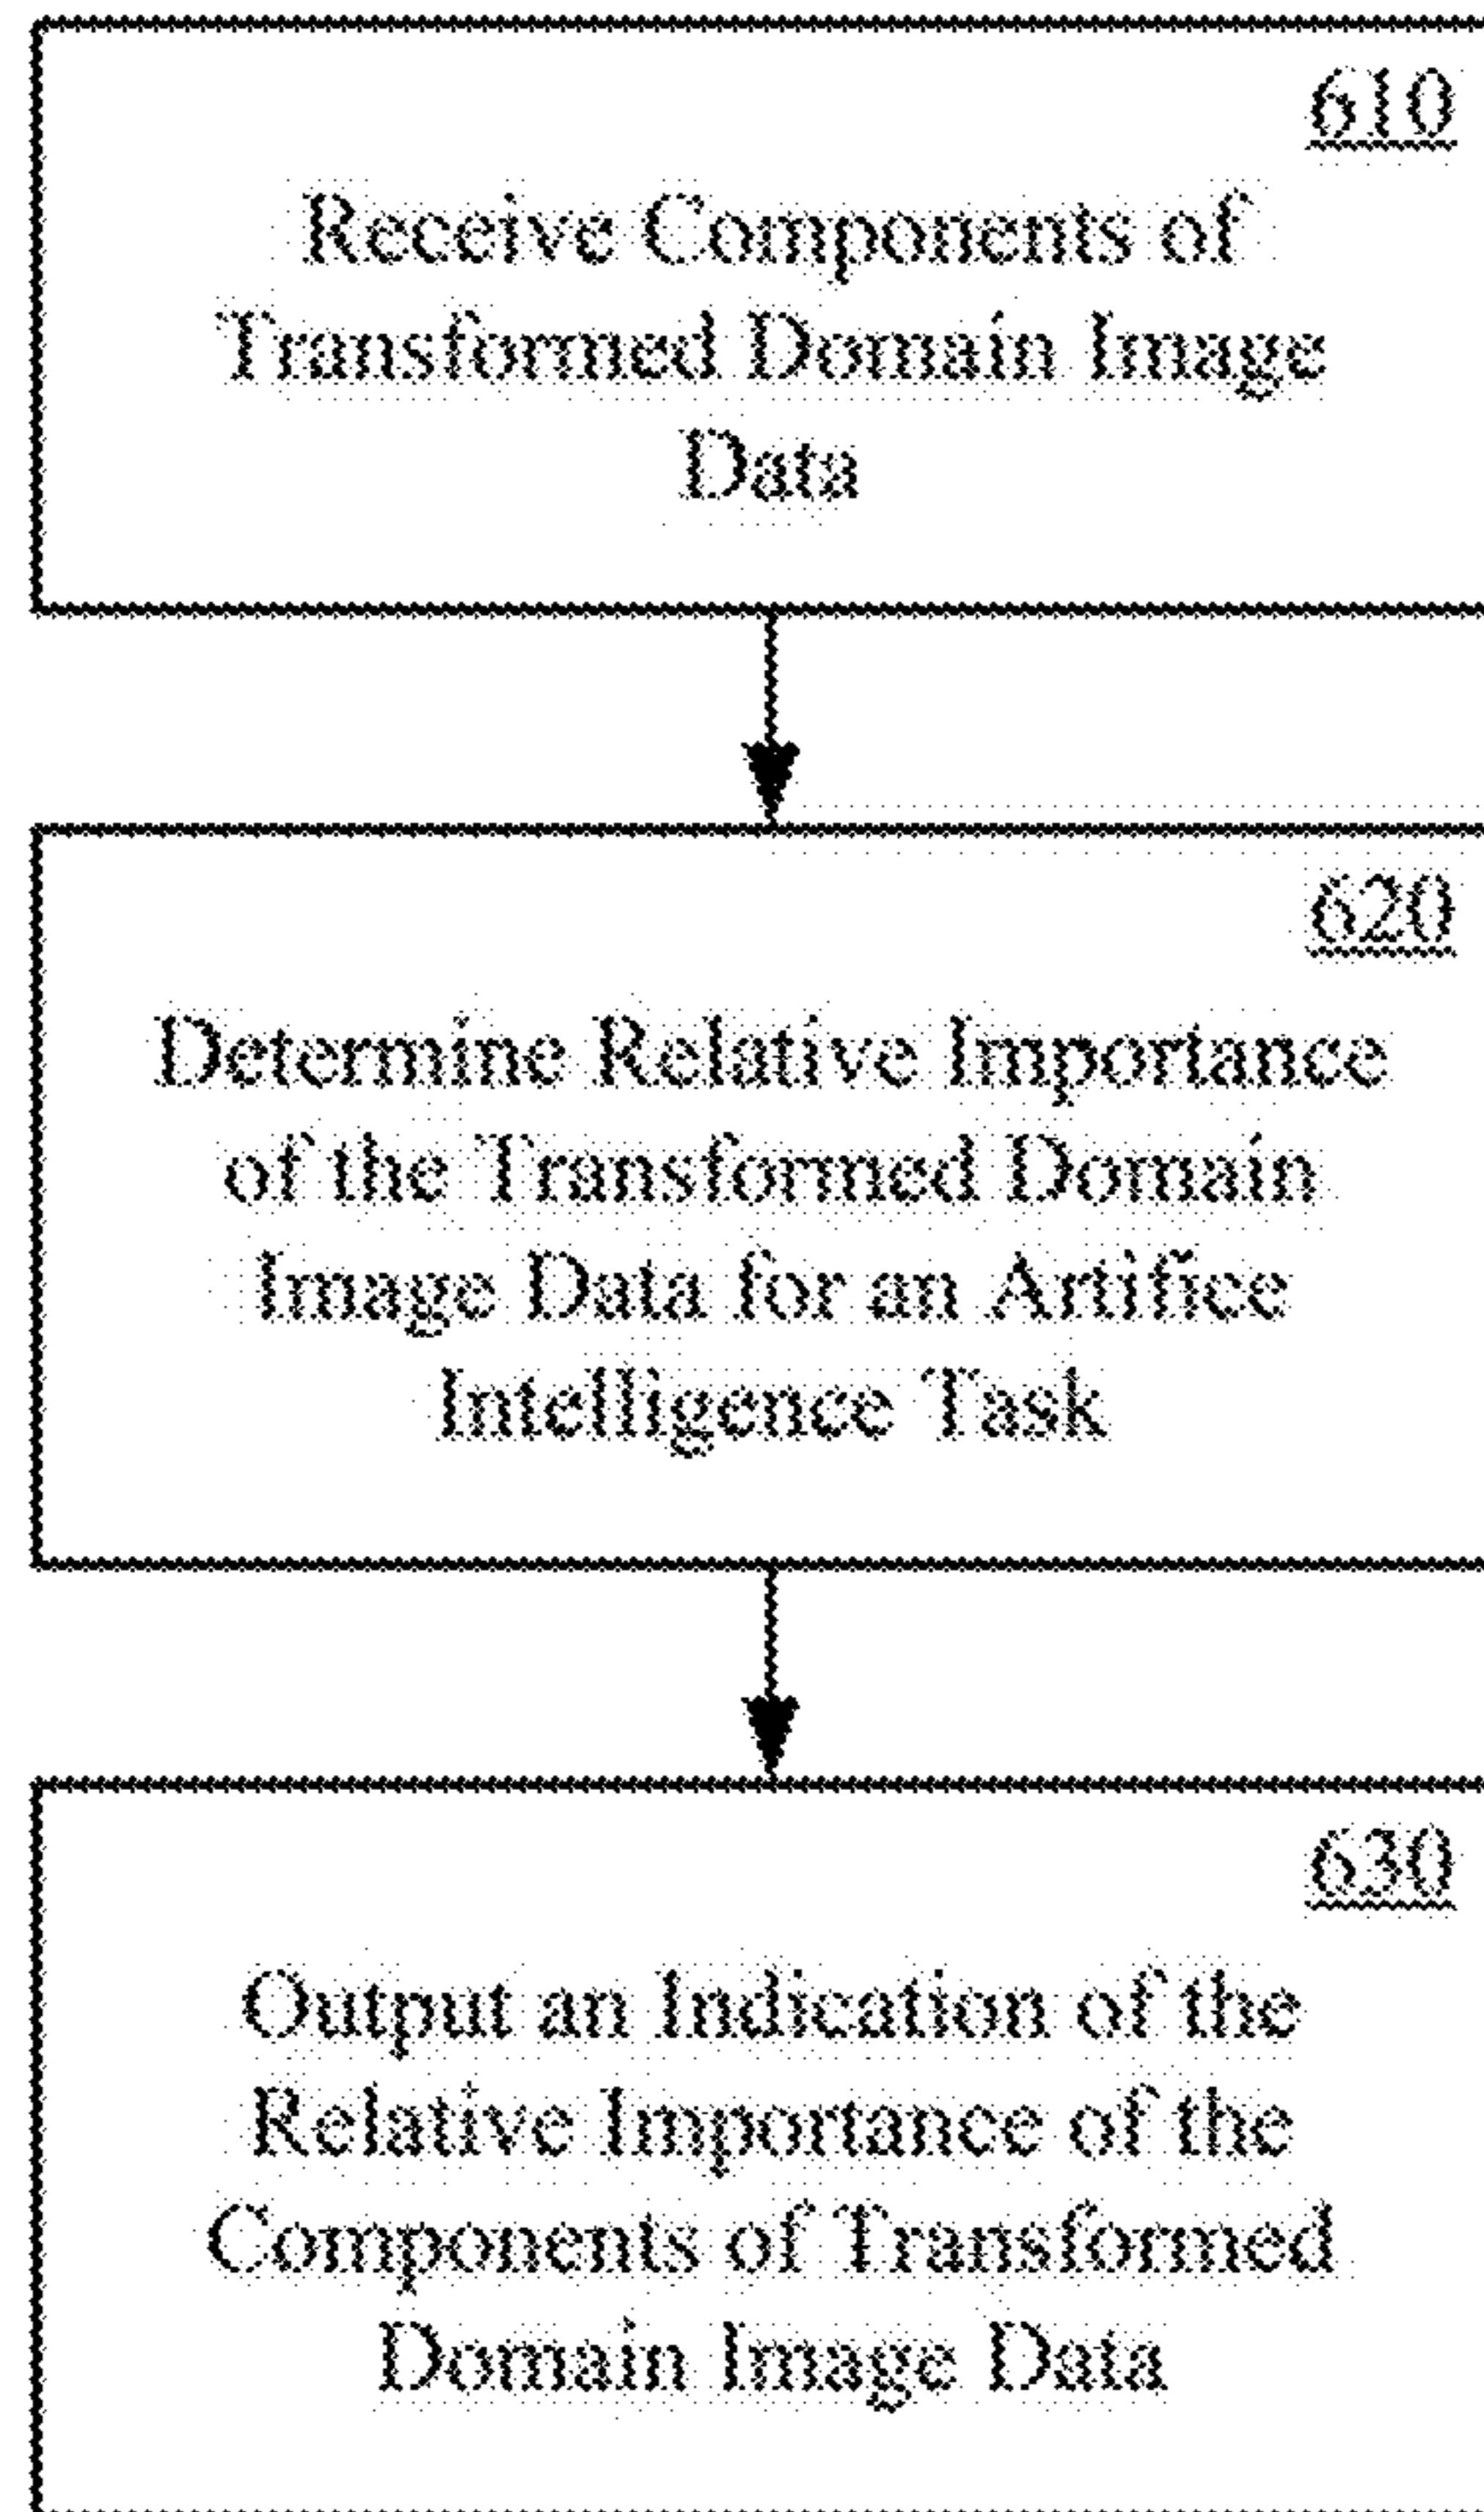 610
Receive Components of
Transformed Domain Image
Data
620
Determine Relative Importance
of the Transformed Domain
Image Data for an Artifice
Intelligence Task
630
Output an Indication of the
Relative Importance of the
Components of Transformed
Domain Image Data